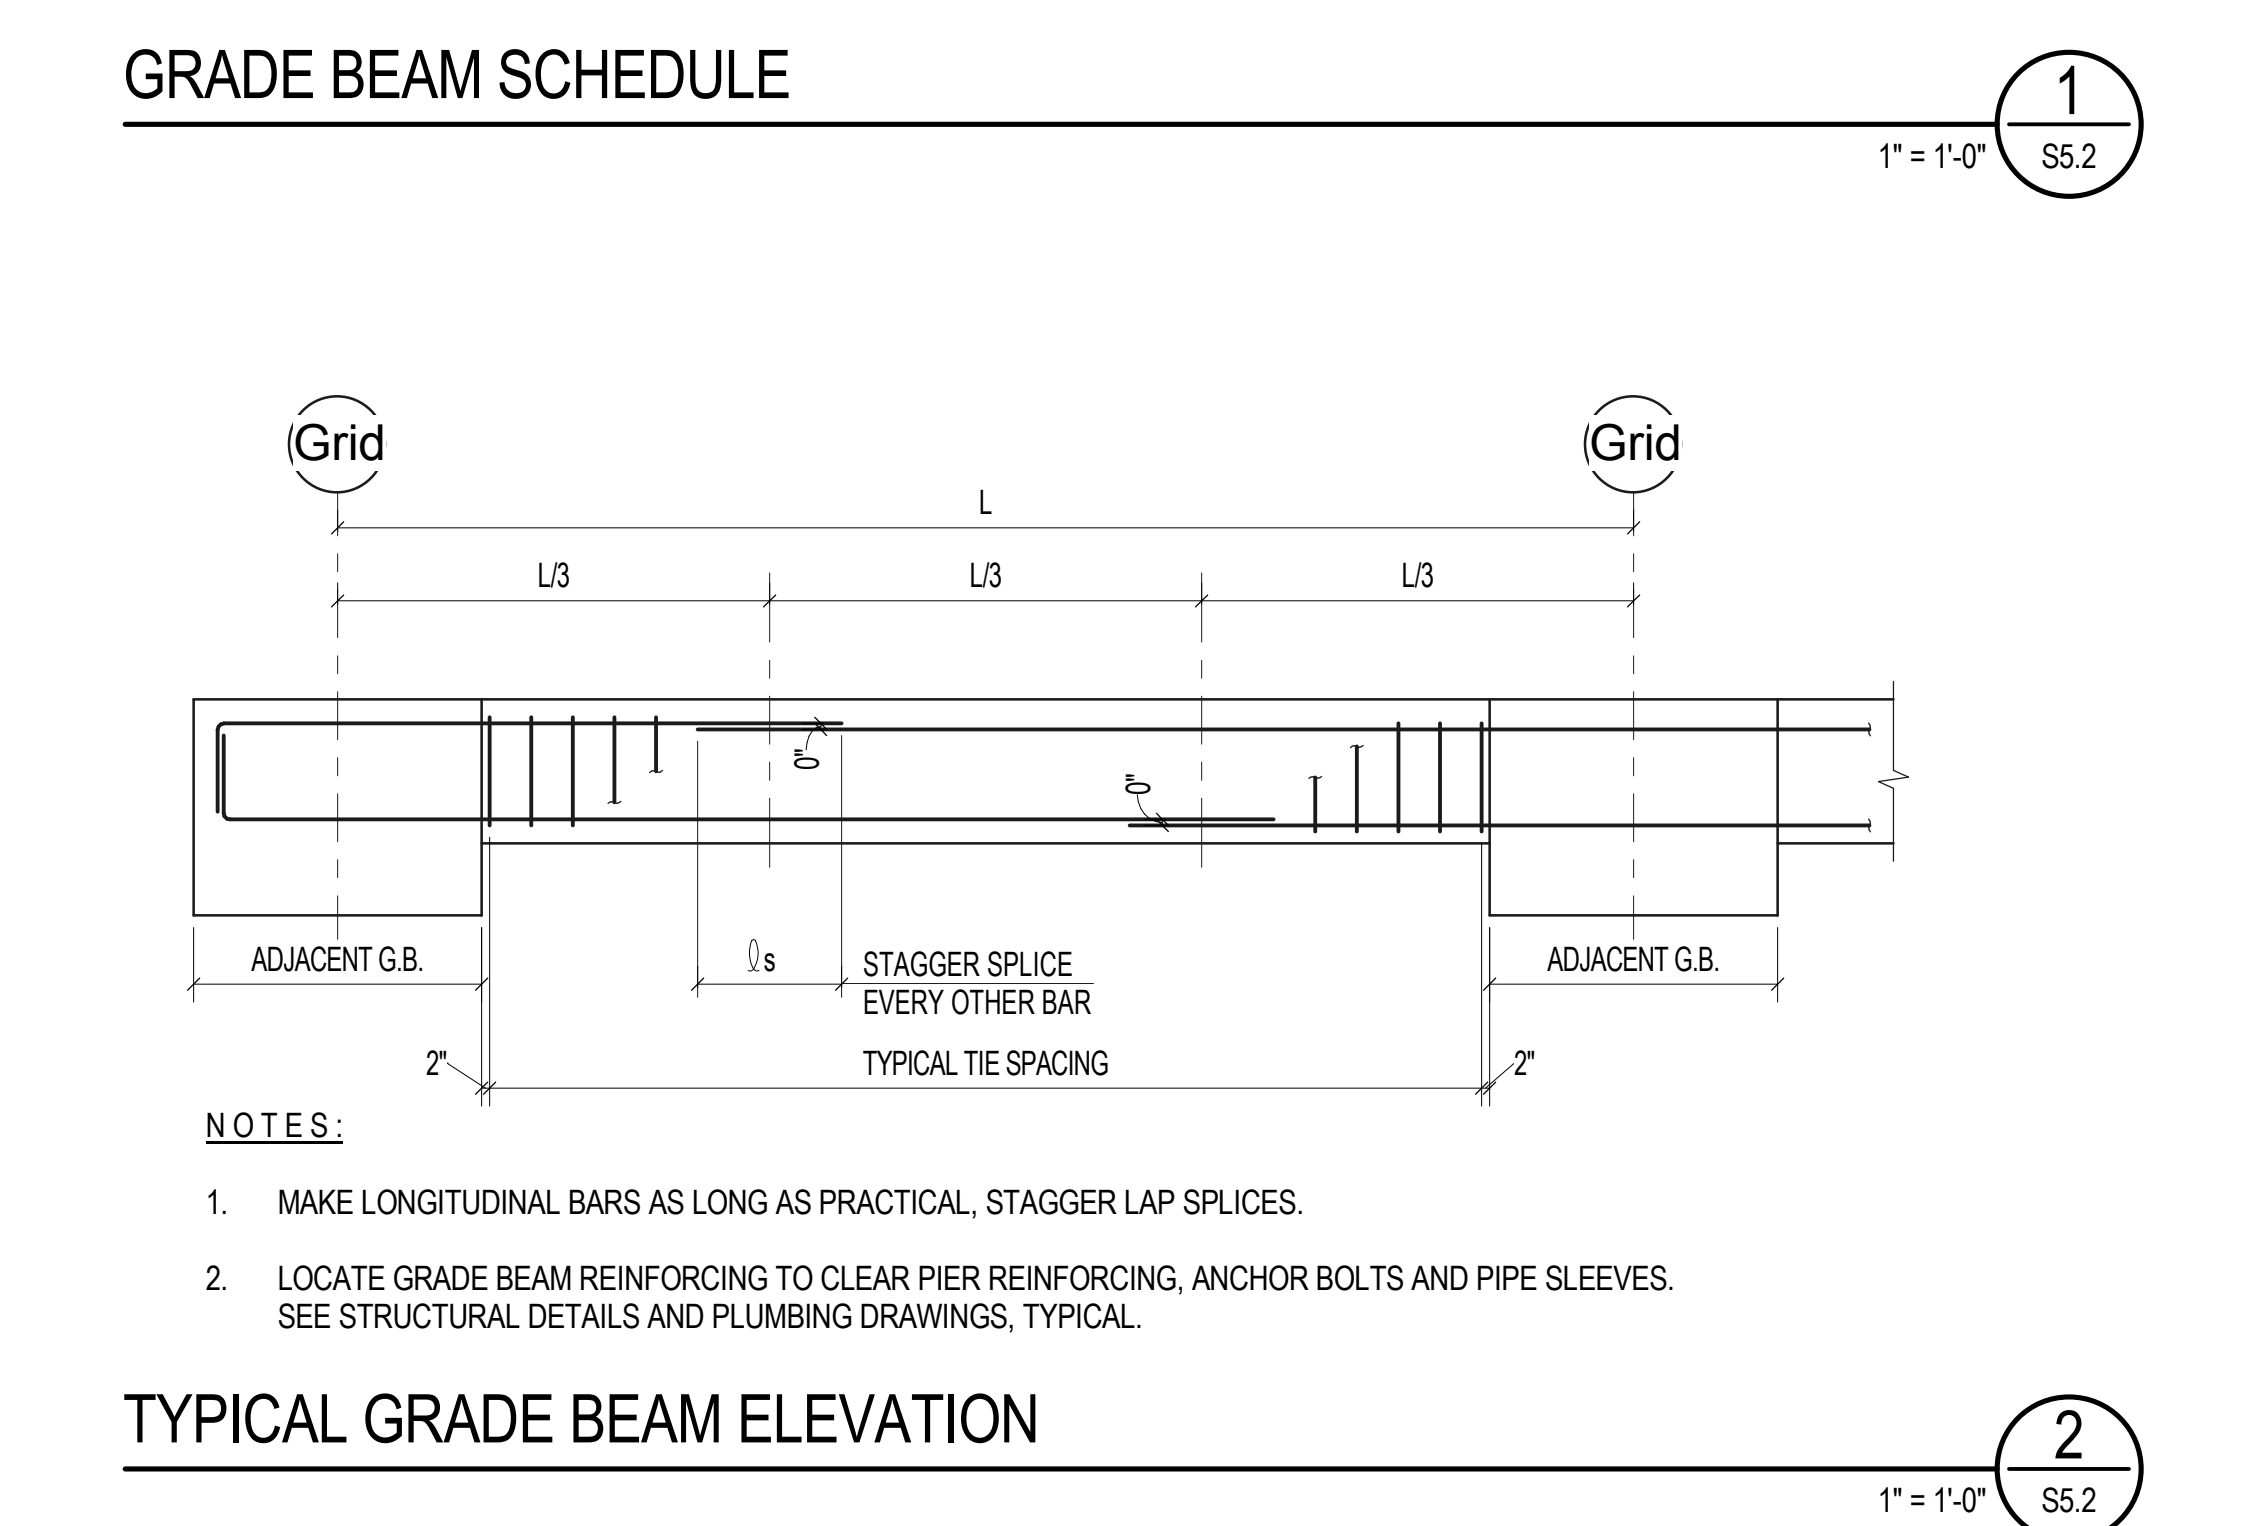 GRADE BEAM SCHEDULE
1
1" = 1'-0"
S5.2
Grid
Grid
L
L/3
L/3
L/3
0"
0"
ADJACENT G.B.
ℓs
STAGGER SPLICE
EVERY OTHER BAR
ADJACENT G.B.
2"
TYPICAL TIE SPACING
2"
NOTES:
1. MAKE LONGITUDINAL BARS AS LONG AS PRACTICAL, STAGGER LAP SPLICES.
2. LOCATE GRADE BEAM REINFORCING TO CLEAR PIER REINFORCING, ANCHOR BOLTS AND PIPE SLEEVES.
SEE STRUCTURAL DETAILS AND PLUMBING DRAWINGS, TYPICAL.
TYPICAL GRADE BEAM ELEVATION
2
1" = 1'-0"
S5.2